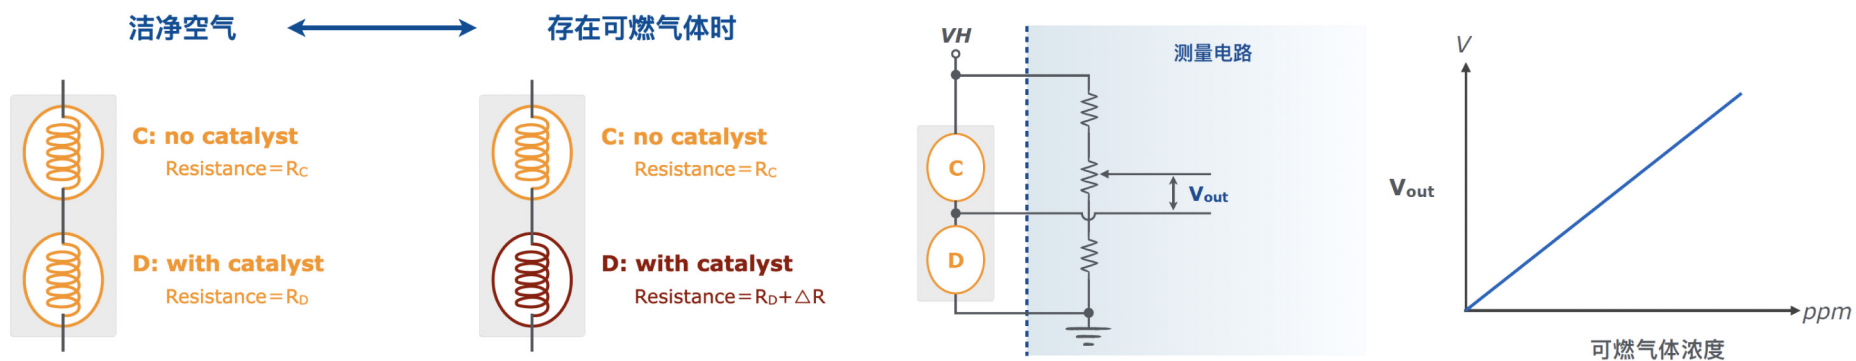 洁净空气
存在可燃气体时
C: no catalyst
Resistance=RC
D: with catalyst
Resistance=RD
C: no catalyst
Resistance=RC
D: with catalyst
Resistance=RD+△R
VH
测量电路
C
D
Vout
V
Vout
ppm
可燃气体浓度